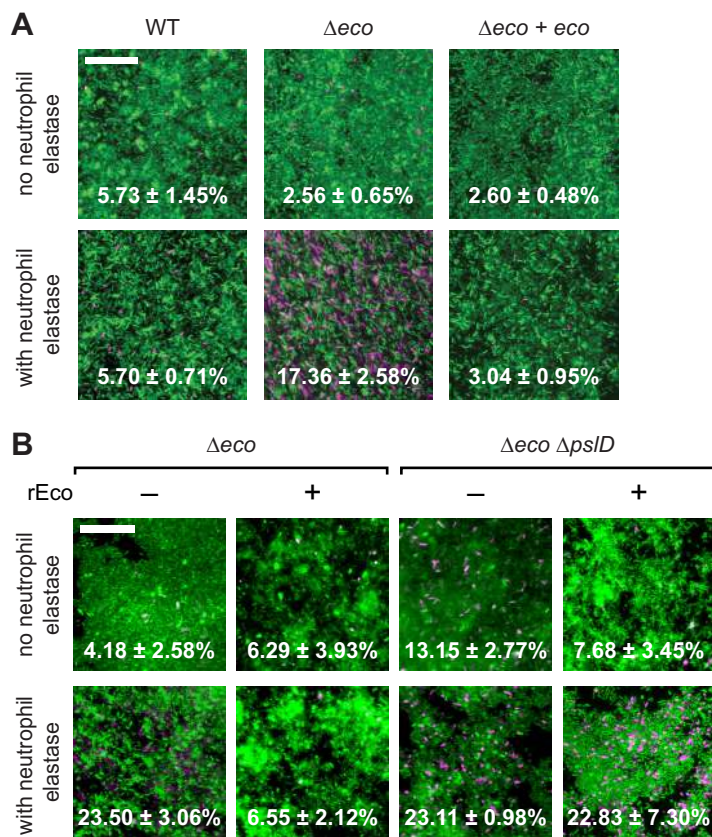 A
WT
Δeco
Δeco + eco
no neutrophil
elastase
5.73 ± 1.45%
2.56 ± 0.65%
2.60 ± 0.48%
with neutrophil
elastase
5.70 ± 0.71%
17.36 ± 2.58%
3.04 ± 0.95%
B
Δeco
Δeco ΔpslD
rEco
–
+
–
+
no neutrophil
elastase
4.18 ± 2.58%
6.29 ± 3.93%
13.15 ± 2.77%
7.68 ± 3.45%
with neutrophil
elastase
23.50 ± 3.06%
6.55 ± 2.12%
23.11 ± 0.98%
22.83 ± 7.30%